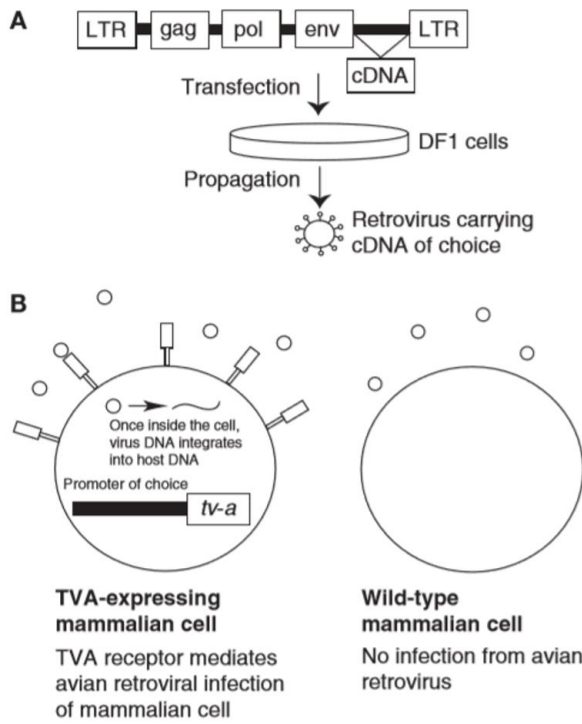 A
LTR gag pol env LTR
cDNA
Transfection
DF1 cells
Propagation
Retrovirus carrying
cDNA of choice
B
Once inside the cell,
virus DNA integrates
into host DNA
Promoter of choice
tv-a
TVA-expressing
mammalian cell
TVA receptor mediates
avian retroviral infection
of mammalian cell
Wild-type
mammalian cell
No infection from avian
retrovirus